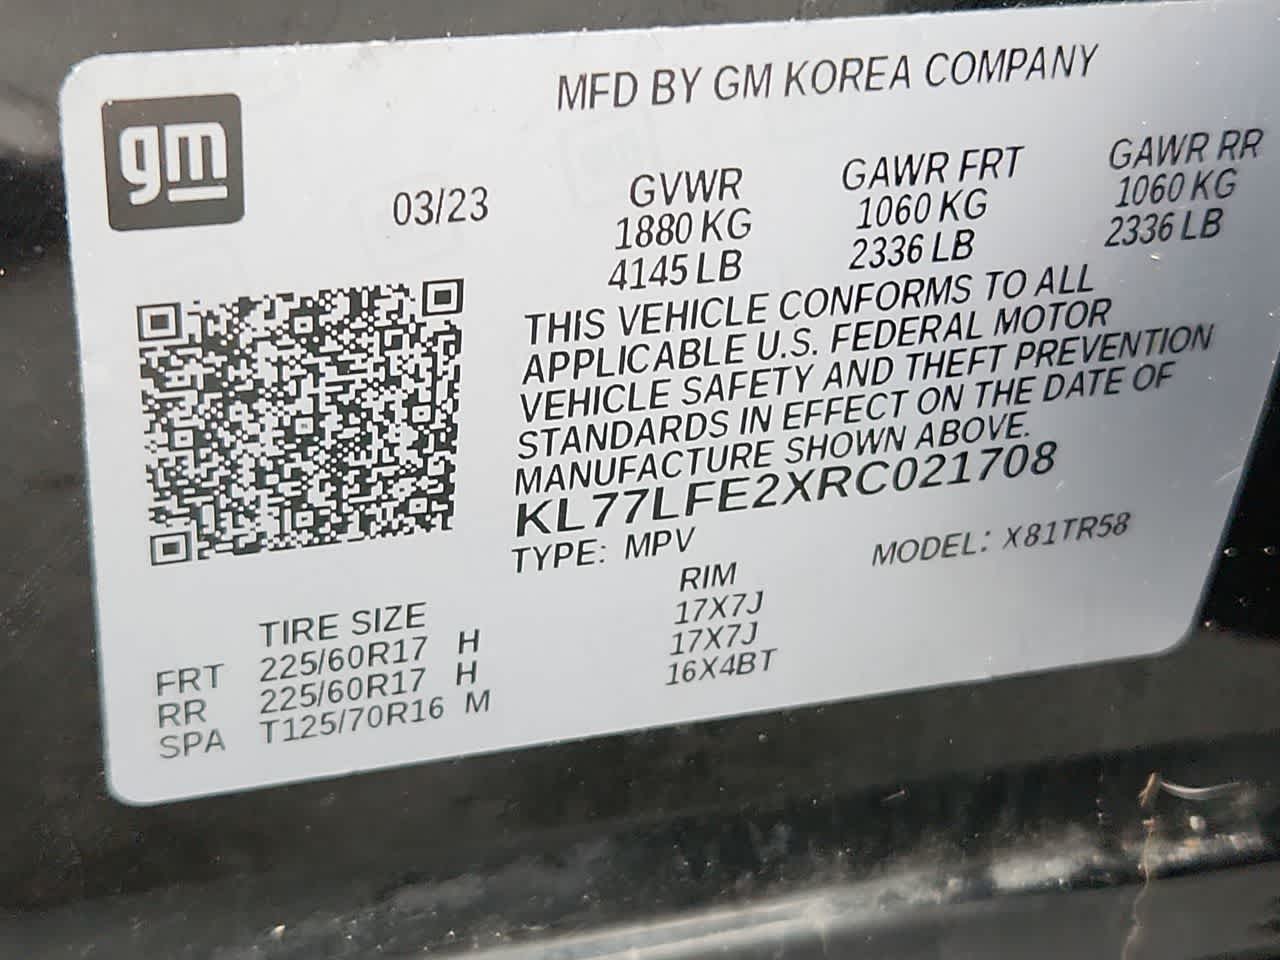 gm
MFD BY GM KOREA COMPANY
03/23 GVWR GAWR FRT GAWR RR
1880 KG 1060 KG 1060 KG
4145 LB 2336 LB 2336 LB
THIS VEHICLE CONFORMS TO ALL
APPLICABLE U.S. FEDERAL MOTOR
VEHICLE SAFETY AND THEFT PREVENTION
STANDARDS IN EFFECT ON THE DATE OF
MANUFACTURE SHOWN ABOVE.
KL77LFE2XRC021708
TYPE: MPV MODEL: X81TR58
TIRE SIZE RIM
FRT 225/60R17 H 17X7J
RR 225/60R17 H 17X7J
SPA T125/70R16 M 16X4BT